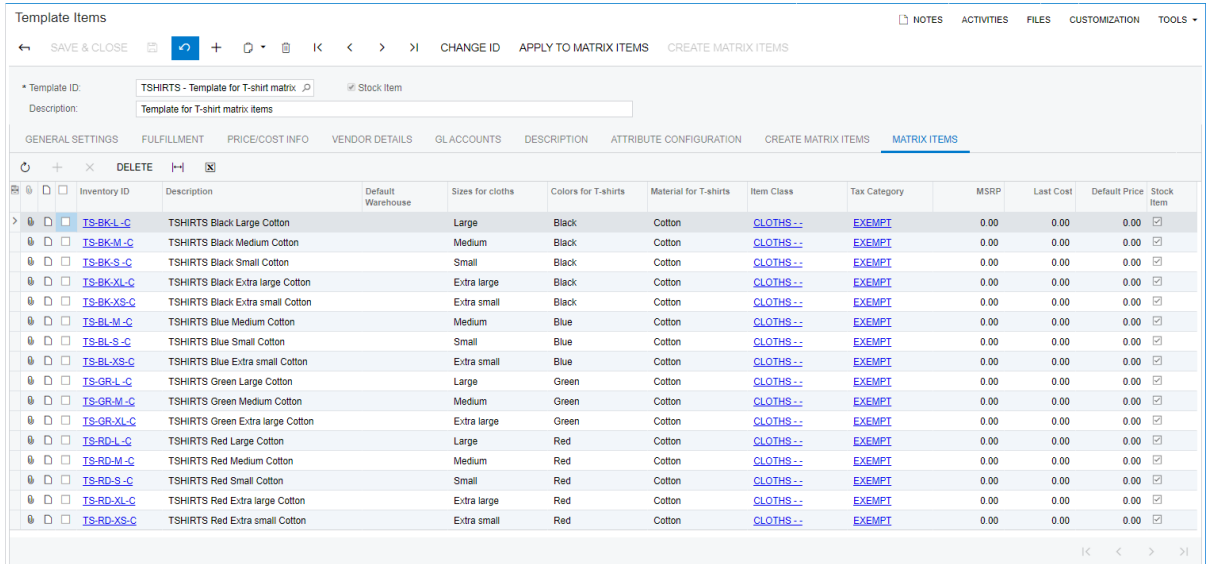 Template Items
NOTES ACTIVITIES FILES CUSTOMIZATION TOOLS
SAVE & CLOSE CHANGE ID APPLY TO MATRIX ITEMS CREATE MATRIX ITEMS
* Template ID: TSHIRTS - Template for T-shirt matrix Stock Item
Description: Template for T-shirt matrix items
GENERAL SETTINGS FULFILLMENT PRICE/COST INFO VENDOR DETAILS GL ACCOUNTS DESCRIPTION ATTRIBUTE CONFIGURATION CREATE MATRIX ITEMS MATRIX ITEMS
DELETE
Inventory ID Description Default Warehouse Sizes for cloths Colors for T-shirts Material for T-shirts Item Class Tax Category MSRP Last Cost Default Price Stock Item
TS-BK-L -C TSHIRTS Black Large Cotton Large Black Cotton CLOTHS - - EXEMPT 0.00 0.00 0.00
TS-BK-M -C TSHIRTS Black Medium Cotton Medium Black Cotton CLOTHS - - EXEMPT 0.00 0.00 0.00
TS-BK-S -C TSHIRTS Black Small Cotton Small Black Cotton CLOTHS - - EXEMPT 0.00 0.00 0.00
TS-BK-XL-C TSHIRTS Black Extra large Cotton Extra large Black Cotton CLOTHS - - EXEMPT 0.00 0.00 0.00
TS-BK-XS-C TSHIRTS Black Extra small Cotton Extra small Black Cotton CLOTHS - - EXEMPT 0.00 0.00 0.00
TS-BL-M -C TSHIRTS Blue Medium Cotton Medium Blue Cotton CLOTHS - - EXEMPT 0.00 0.00 0.00
TS-BL-S -C TSHIRTS Blue Small Cotton Small Blue Cotton CLOTHS - - EXEMPT 0.00 0.00 0.00
TS-BL-XS-C TSHIRTS Blue Extra small Cotton Extra small Blue Cotton CLOTHS - - EXEMPT 0.00 0.00 0.00
TS-GR-L -C TSHIRTS Green Large Cotton Large Green Cotton CLOTHS - - EXEMPT 0.00 0.00 0.00
TS-GR-M -C TSHIRTS Green Medium Cotton Medium Green Cotton CLOTHS - - EXEMPT 0.00 0.00 0.00
TS-GR-XL-C TSHIRTS Green Extra large Cotton Extra large Green Cotton CLOTHS - - EXEMPT 0.00 0.00 0.00
TS-RD-L -C TSHIRTS Red Large Cotton Large Red Cotton CLOTHS - - EXEMPT 0.00 0.00 0.00
TS-RD-M -C TSHIRTS Red Medium Cotton Medium Red Cotton CLOTHS - - EXEMPT 0.00 0.00 0.00
TS-RD-S -C TSHIRTS Red Small Cotton Small Red Cotton CLOTHS - - EXEMPT 0.00 0.00 0.00
TS-RD-XL-C TSHIRTS Red Extra large Cotton Extra large Red Cotton CLOTHS - - EXEMPT 0.00 0.00 0.00
TS-RD-XS-C TSHIRTS Red Extra small Cotton Extra small Red Cotton CLOTHS - - EXEMPT 0.00 0.00 0.00